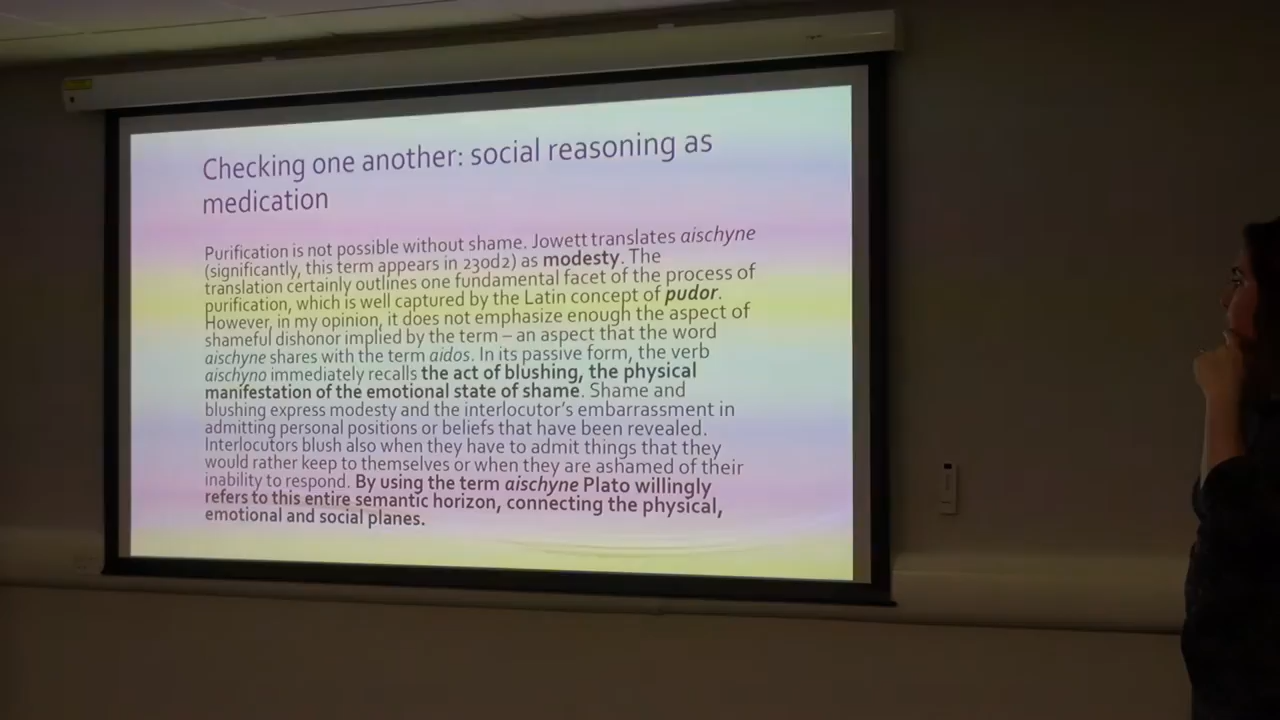 Checking one another: social reasoning as
medication
Purification is not possible without shame. Jowett translates aischyne
(significantly, this term appears in 230d2) as modesty. The
translation certainly outlines one fundamental facet of the process of
purification, which is well captured by the Latin concept of pudor.
However, in my opinion, it does not emphasize enough the aspect of
shameful dishonor implied by the term – an aspect that the word
aischyne shares with the term aidos. In its passive form, the verb
aischyno immediately recalls the act of blushing, the physical
manifestation of the emotional state of shame. Shame and
blushing express modesty and the interlocutor's embarrassment in
admitting personal positions or beliefs that have been revealed.
Interlocutors blush also when they have to admit things that they
would rather keep to themselves or when they are ashamed of their
inability to respond. By using the term aischyne Plato willingly
refers to this entire semantic horizon, connecting the physical,
emotional and social planes.